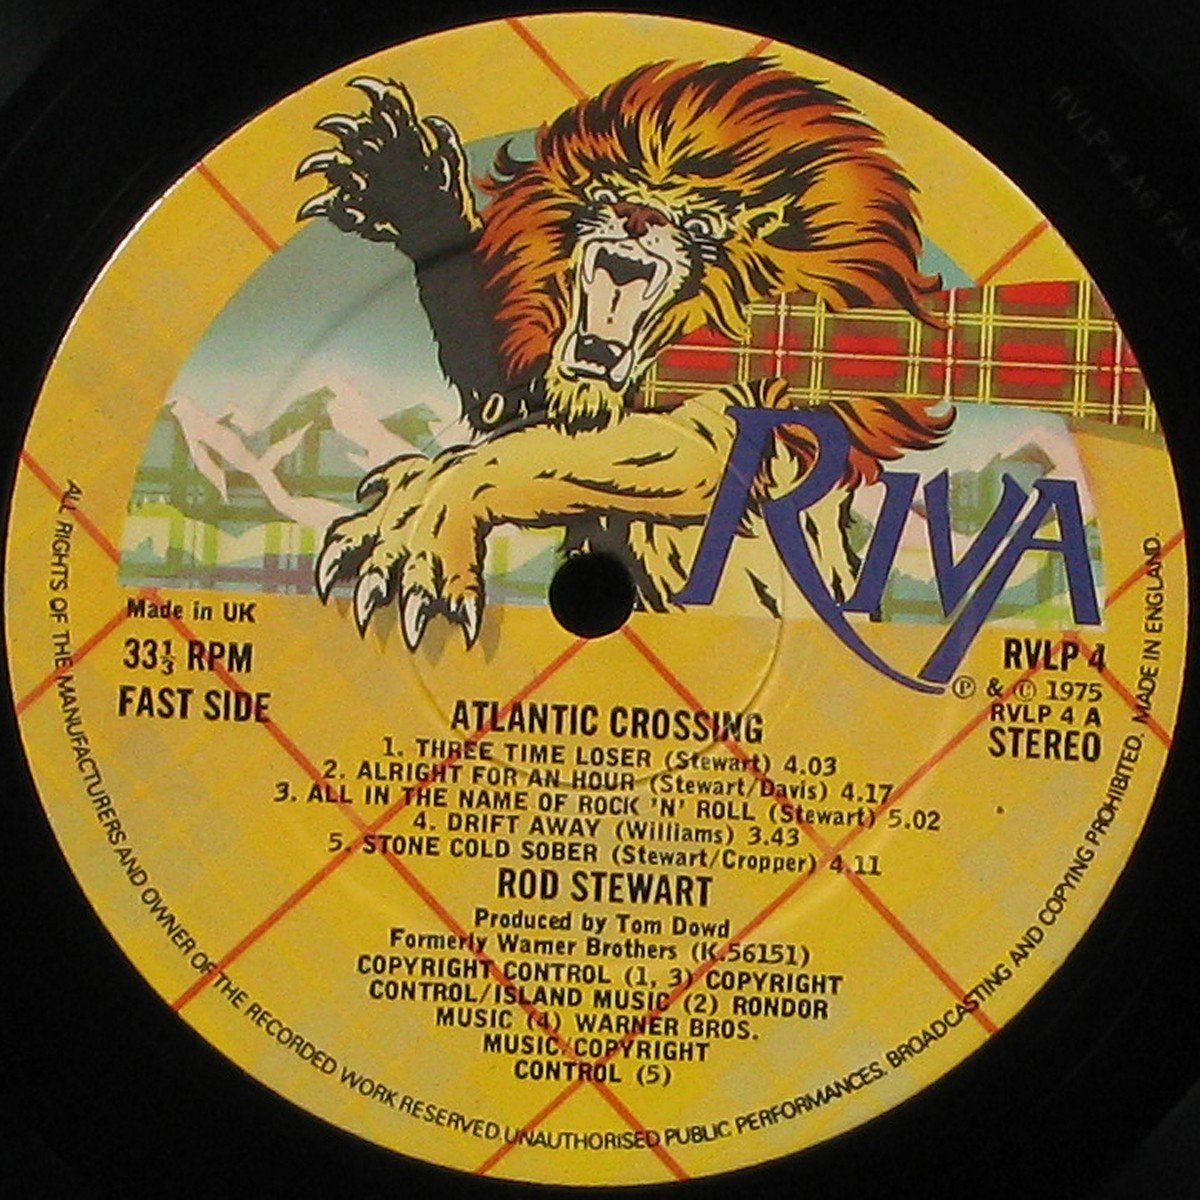 RIVA
Made in UK
33⅓ RPM
FAST SIDE
RVLP 4
℗ & © 1975
RVLP 4 A
STEREO
ATLANTIC CROSSING
1. THREE TIME LOSER (Stewart) 4.03
2. ALRIGHT FOR AN HOUR (Stewart/Davis) 4.17
3. ALL IN THE NAME OF ROCK 'N' ROLL (Stewart) 5.02
4. DRIFT AWAY (Williams) 3.43
5. STONE COLD SOBER (Stewart/Cropper) 4.11
ROD STEWART
Produced by Tom Dowd
Formerly Warner Brothers (K.56151)
COPYRIGHT CONTROL (1, 3) COPYRIGHT
CONTROL/ISLAND MUSIC (2) RONDOR
MUSIC (4) WARNER BROS.
MUSIC/COPYRIGHT
CONTROL (5)
ALL RIGHTS OF THE MANUFACTURERS AND OWNER OF THE RECORDED WORK RESERVED. UNAUTHORISED PUBLIC PERFORMANCES, BROADCASTING AND COPYING PROHIBITED. MADE IN ENGLAND.